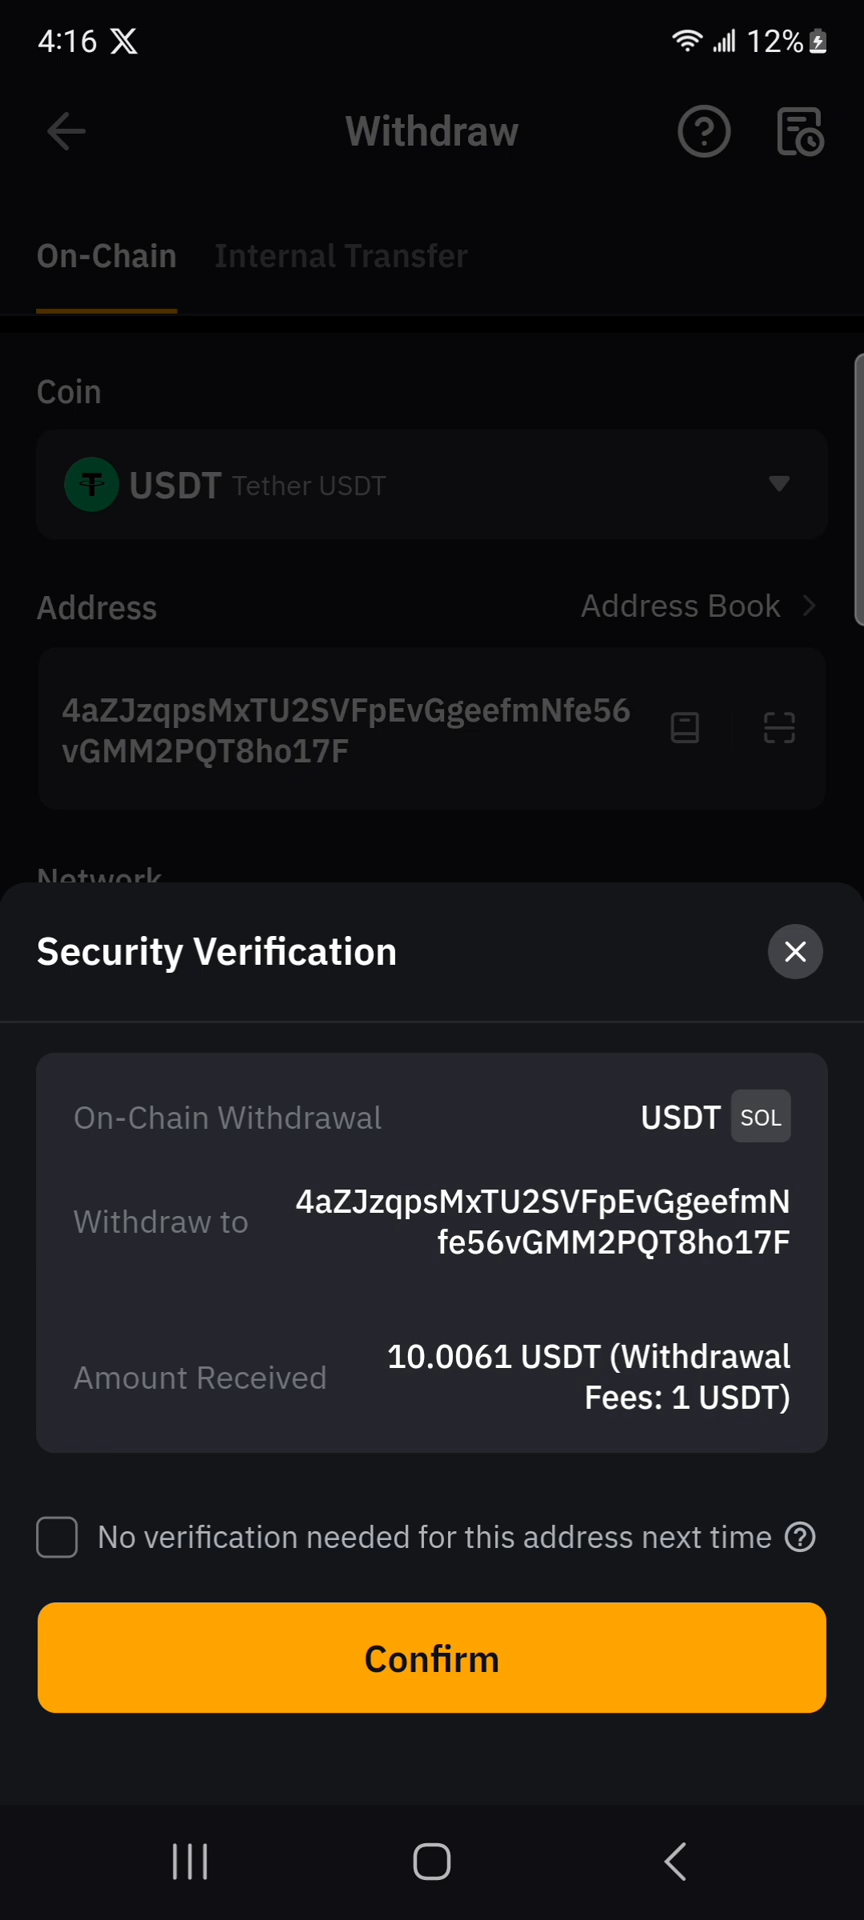 4:16 X 12%
Withdraw
On-Chain Internal Transfer
Coin
USDT Tether USDT
Address Address Book
4aZJzqpsMxTU2SVFpEvGgeefmNfe56
vGMM2PQT8ho17F
Network
Security Verification
On-Chain Withdrawal USDT SOL
Withdraw to 4aZJzqpsMxTU2SVFpEvGgeefmN
fe56vGMM2PQT8ho17F
Amount Received 10.0061 USDT (Withdrawal
Fees: 1 USDT)
No verification needed for this address next time
Confirm